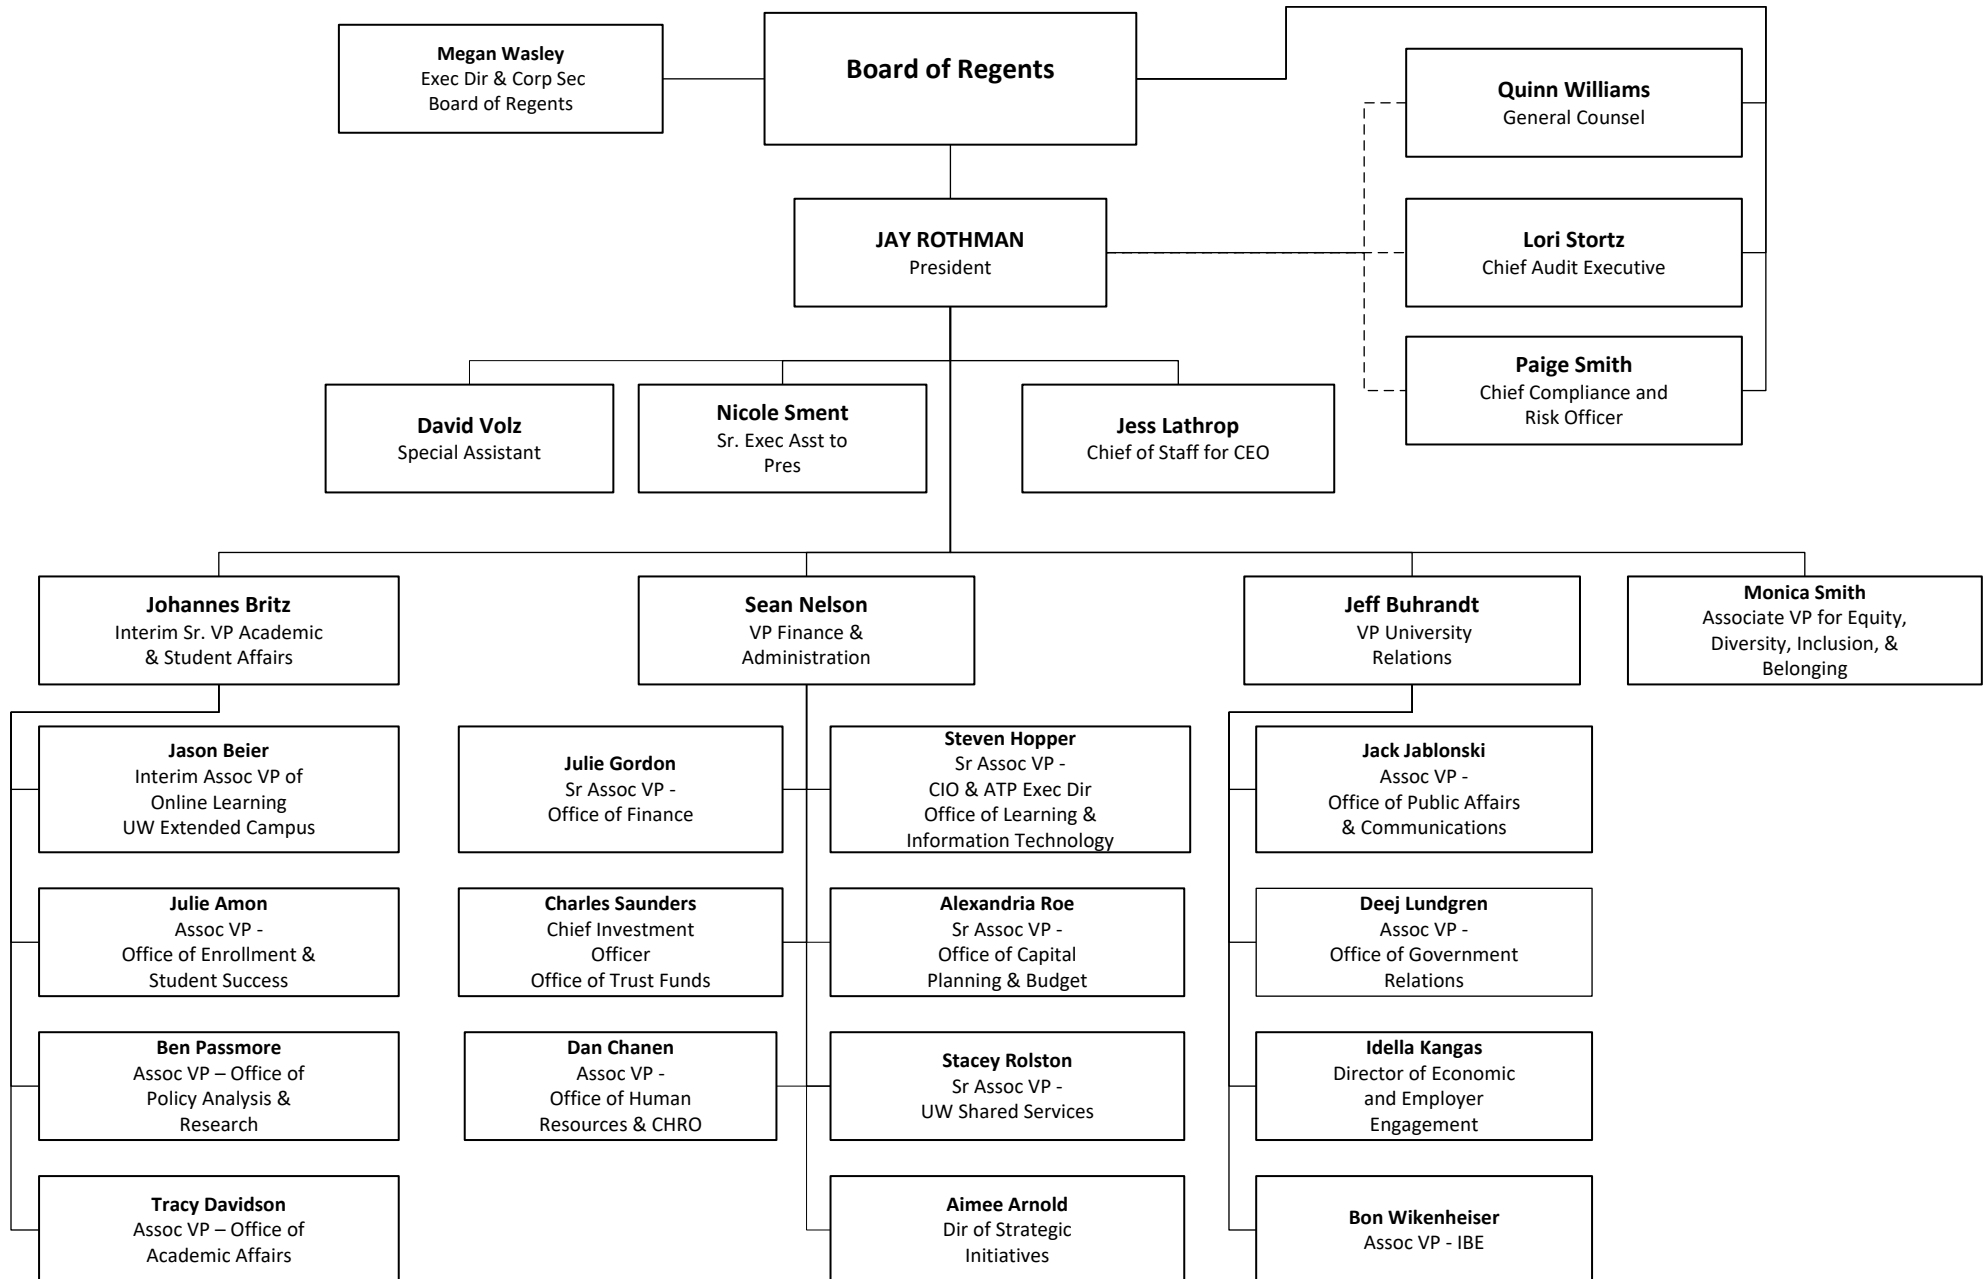 Megan Wasley
Exec Dir & Corp Sec
Board of Regents
Board of Regents
Quinn Williams
General Counsel
JAY ROTHMAN
President
Lori Stortz
Chief Audit Executive
Paige Smith
Chief Compliance and
Risk Officer
David Volz
Special Assistant
Nicole Sment
Sr. Exec Asst to
Pres
Jess Lathrop
Chief of Staff for CEO
Johannes Britz
Interim Sr. VP Academic
& Student Affairs
Sean Nelson
VP Finance &
Administration
Jeff Buhrandt
VP University
Relations
Monica Smith
Associate VP for Equity,
Diversity, Inclusion, &
Belonging
Jason Beier
Interim Assoc VP of
Online Learning
UW Extended Campus
Julie Gordon
Sr Assoc VP -
Office of Finance
Steven Hopper
Sr Assoc VP -
CIO & ATP Exec Dir
Office of Learning &
Information Technology
Jack Jablonski
Assoc VP -
Office of Public Affairs
& Communications
Julie Amon
Assoc VP -
Office of Enrollment &
Student Success
Charles Saunders
Chief Investment
Officer
Office of Trust Funds
Alexandria Roe
Sr Assoc VP -
Office of Capital
Planning & Budget
Deej Lundgren
Assoc VP -
Office of Government
Relations
Ben Passmore
Assoc VP – Office of
Policy Analysis &
Research
Dan Chanen
Assoc VP -
Office of Human
Resources & CHRO
Stacey Rolston
Sr Assoc VP -
UW Shared Services
Idella Kangas
Director of Economic
and Employer
Engagement
Tracy Davidson
Assoc VP – Office of
Academic Affairs
Aimee Arnold
Dir of Strategic
Initiatives
Bon Wikenheiser
Assoc VP - IBE